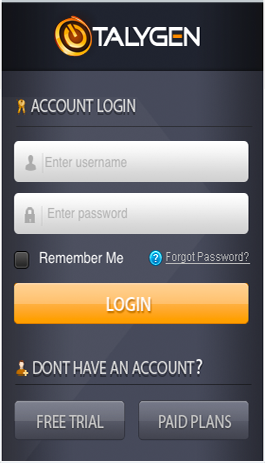 TALYGEN
ACCOUNT LOGIN
Enter username
Enter password
Remember Me
Forgot Password?
LOGIN
DONT HAVE AN ACCOUNT?
FREE TRIAL
PAID PLANS